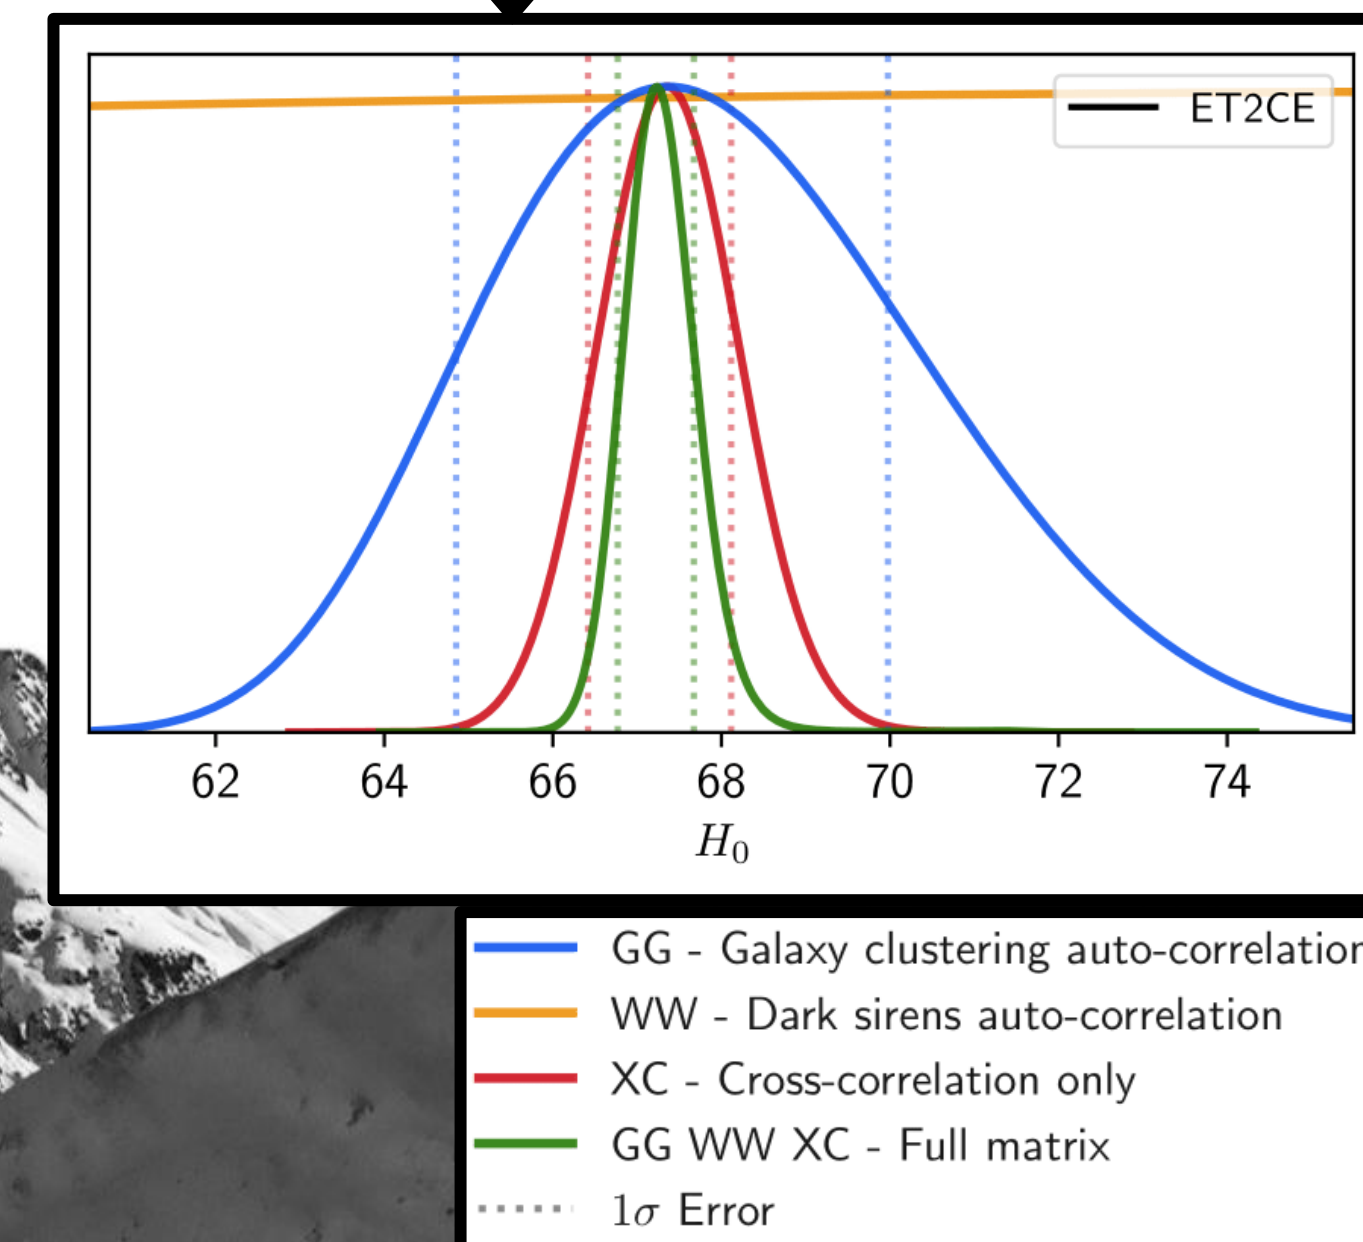 ET2CE
62 64 66 68 70 72 74
H₀
GG - Galaxy clustering auto-correlation
WW - Dark sirens auto-correlation
XC - Cross-correlation only
GG WW XC - Full matrix
1σ Error